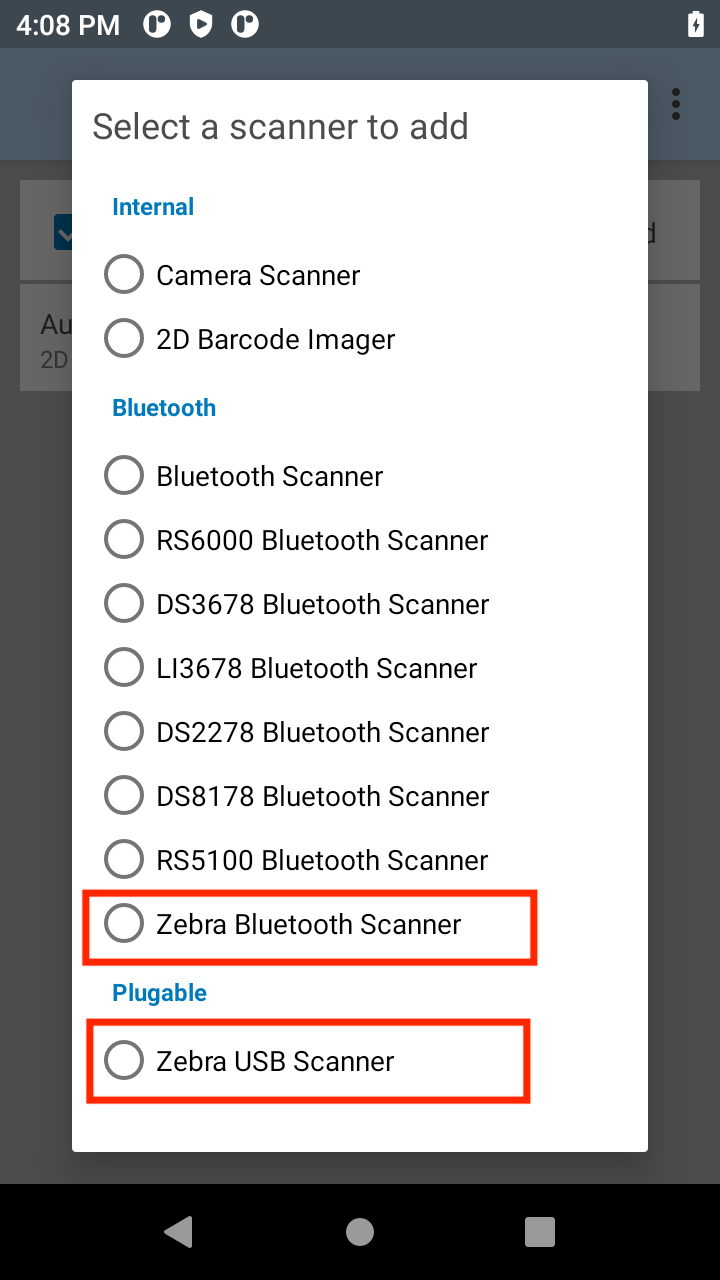 4:08 PM
Select a scanner to add
Internal
Camera Scanner
2D Barcode Imager
Bluetooth
Bluetooth Scanner
RS6000 Bluetooth Scanner
DS3678 Bluetooth Scanner
LI3678 Bluetooth Scanner
DS2278 Bluetooth Scanner
DS8178 Bluetooth Scanner
RS5100 Bluetooth Scanner
Zebra Bluetooth Scanner
Plugable
Zebra USB Scanner
Au
2D